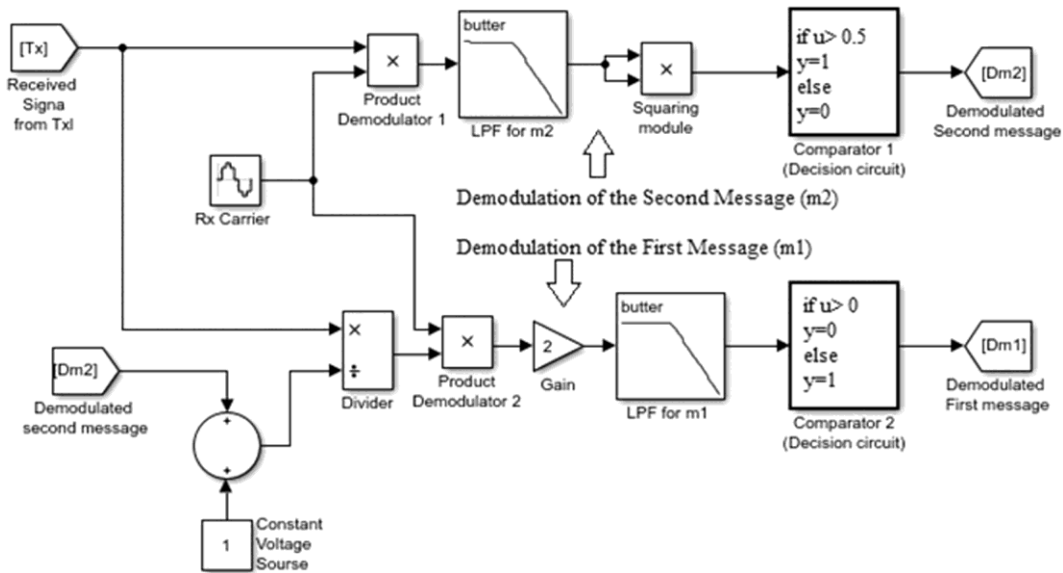 [Tx]
Received
Signa
from Txl
×
Product
Demodulator 1
butter
LPF for m2
×
Squaring
module
if u> 0.5
y=1
else
y=0
Comparator 1
(Decision circuit)
[Dm2]
Demodulated
Second message
Rx Carrier
Demodulation of the Second Message (m2)
Demodulation of the First Message (m1)
[Dm2]
Demodulated
second message
+
+
1
Constant
Voltage
Sourse
×
÷
Divider
×
Product
Demodulator 2
2
Gain
butter
LPF for m1
if u> 0
y=0
else
y=1
Comparator 2
(Decision circuit)
[Dm1]
Demodulated
First message